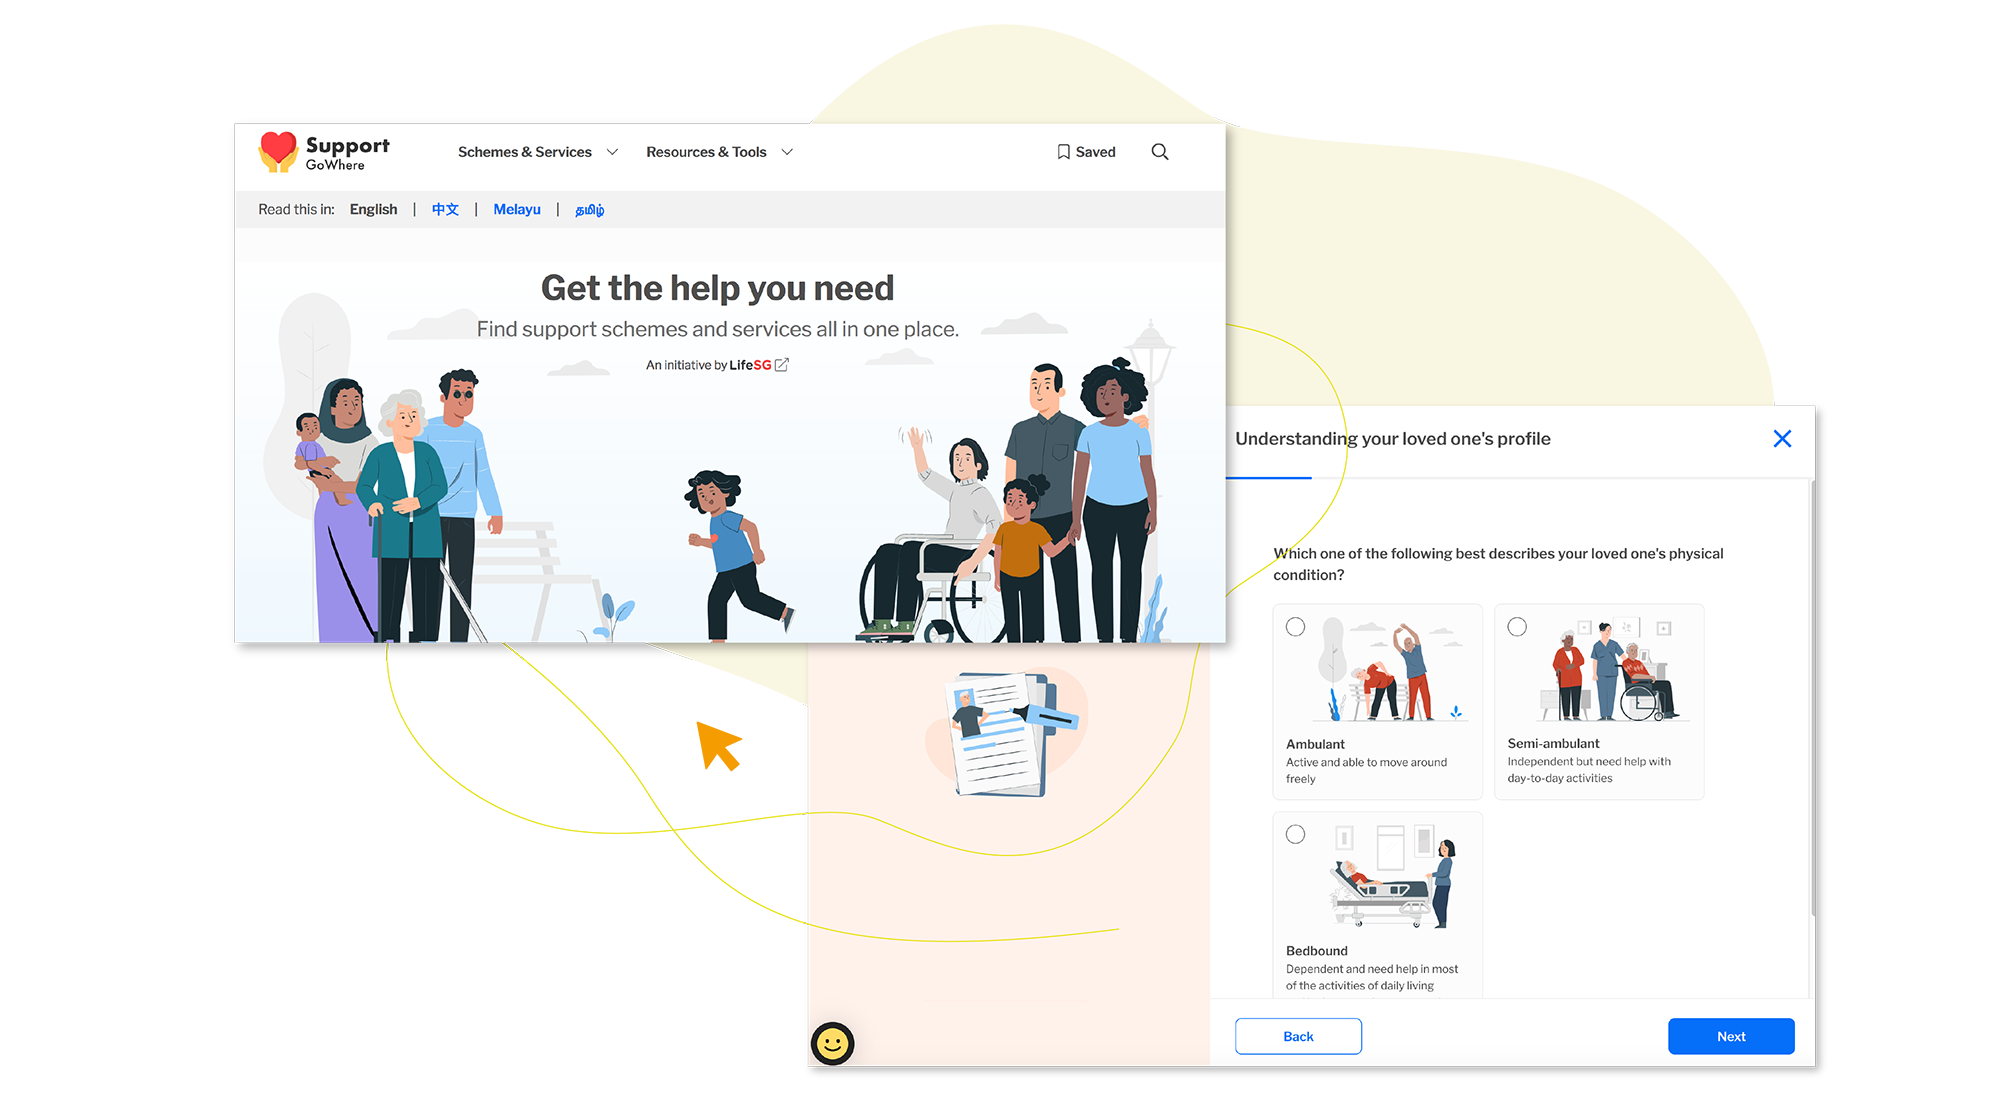 Support
GoWhere
Schemes & Services
Resources & Tools
Saved
Read this in: English | 中文 | Melayu | தமிழ்
Get the help you need
Find support schemes and services all in one place.
An initiative by LifeSG
Understanding your loved one's profile
Which one of the following best describes your loved one's physical
condition?
Ambulant
Active and able to move around
freely
Semi-ambulant
Independent but need help with
day-to-day activities
Bedbound
Dependent and need help in most
of the activities of daily living
Back
Next